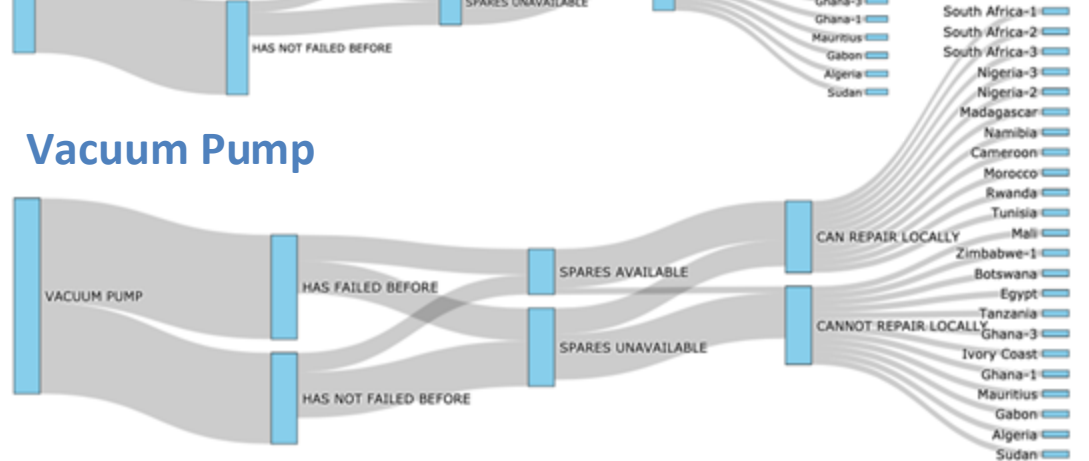 SPARES UNAVAILABLE
HAS NOT FAILED BEFORE
Ghana-3
Ghana-1
Mauritius
Gabon
Algeria
Sudan
Vacuum Pump
VACUUM PUMP
HAS FAILED BEFORE
HAS NOT FAILED BEFORE
SPARES AVAILABLE
SPARES UNAVAILABLE
CAN REPAIR LOCALLY
CANNOT REPAIR LOCALLY
South Africa-1
South Africa-2
South Africa-3
Nigeria-3
Nigeria-2
Madagascar
Namibia
Cameroon
Morocco
Rwanda
Tunisia
Mali
Zimbabwe-1
Botswana
Egypt
Tanzania
Ghana-3
Ivory Coast
Ghana-1
Mauritius
Gabon
Algeria
Sudan